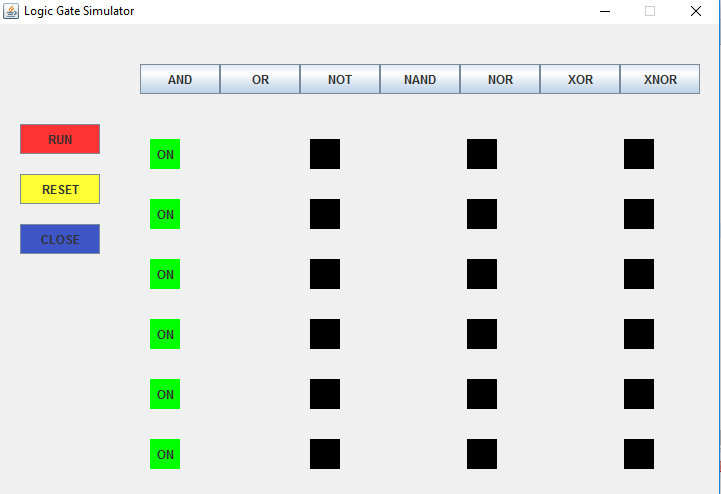 Logic Gate Simulator
AND OR NOT NAND NOR XOR XNOR
RUN
ON
RESET
ON
CLOSE
ON
ON
ON
ON